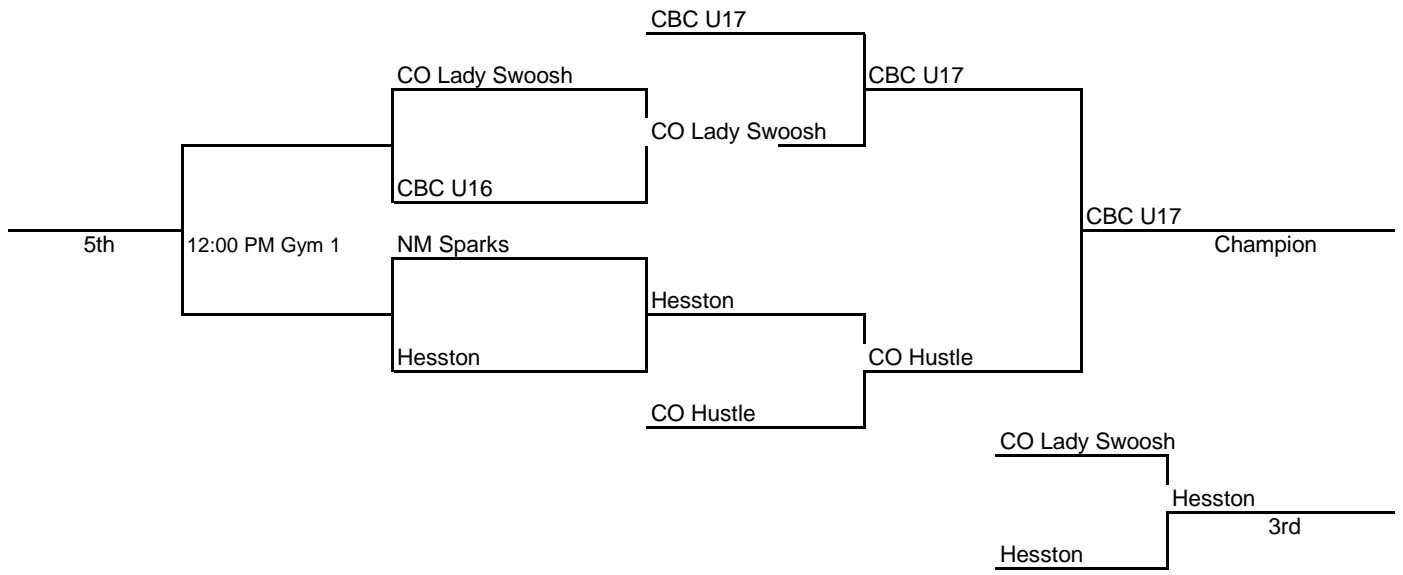 CBC U17
CO Lady Swoosh
CBC U17
CO Lady Swoosh
CBC U16
CBC U17
5th
12:00 PM Gym 1
NM Sparks
Champion
Hesston
Hesston
CO Hustle
CO Hustle
CO Lady Swoosh
Hesston
3rd
Hesston